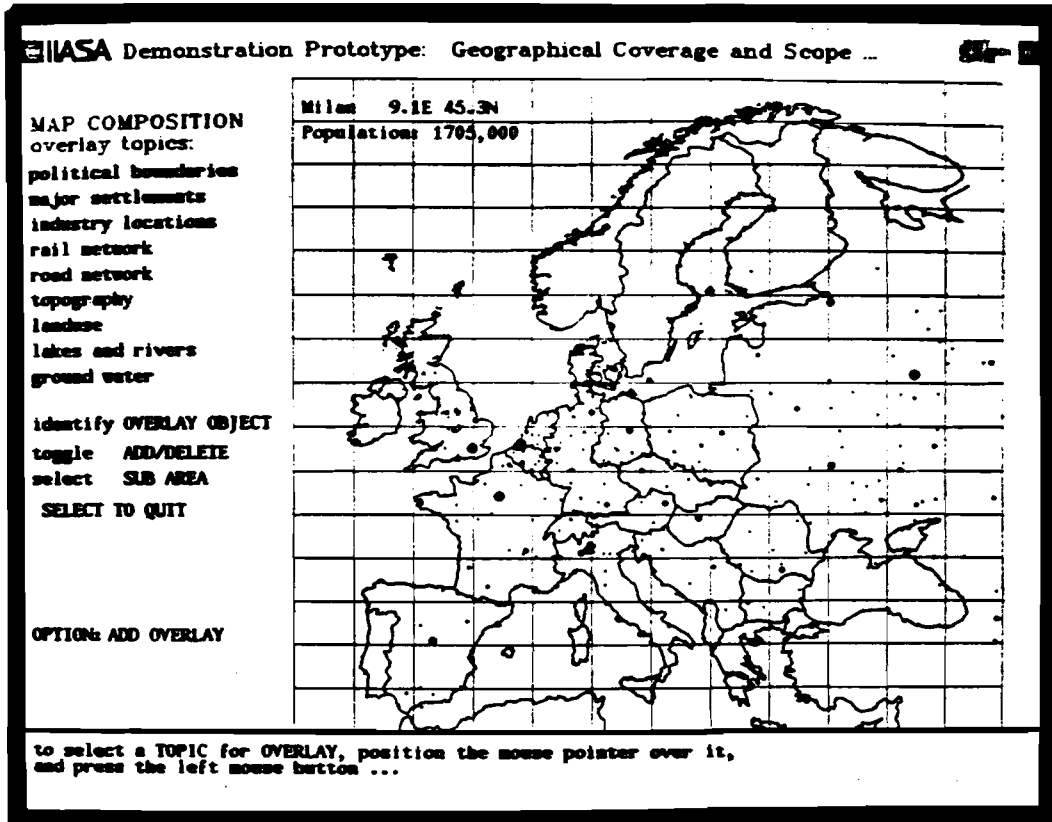 IIASA Demonstration Prototype: Geographical Coverage and Scope ...
Milan 9.1E 45.3N
Population: 1705,000
MAP COMPOSITION
overlay topics:
political boundaries
major settlements
industry locations
rail network
road network
topography
landuse
lakes and rivers
ground water
identify OVERLAY OBJECT
toggle ADD/DELETE
select SUB AREA
SELECT TO QUIT
OPTION: ADD OVERLAY
to select a TOPIC for OVERLAY, position the mouse pointer over it,
and press the left mouse button ...